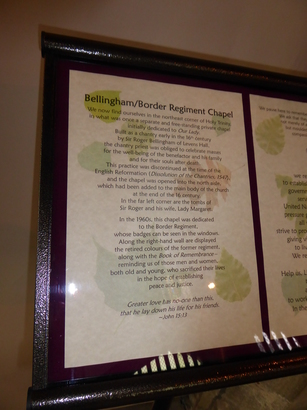 Bellingham/Border Regiment Chapel
We now find ourselves in the northeast corner of Holy Trinity
in what was once a separate and free-standing private chapel
initially dedicated to Our Lady.
Built as a chantry early in the 16th century
by Sir Roger Bellingham of Levens Hall,
the chantry priest was obliged to celebrate masses
for the well-being of the benefactor and his family
and for their souls after death.
This practice was discontinued at the time of the
English Reformation (Dissolution of the Chantries, 1547),
and the chapel was opened into the north aisle,
which had been added to the main body of the church
at the end of the 16 century.
In the far left corner are the tombs of
Sir Roger and his wife, Lady Margaret.
In the 1960s, this chapel was dedicated
to the Border Regiment,
whose badges can be seen in the windows.
Along the right-hand wall are displayed
the retired colours of the former regiment,
along with the Book of Remembrance—
reminding us of those men and women,
both old and young, who sacrificed their lives
in the hope of establishing
peace and justice.
Greater love has no-one than this,
that he lay down his life for his friends.
~John 15:13